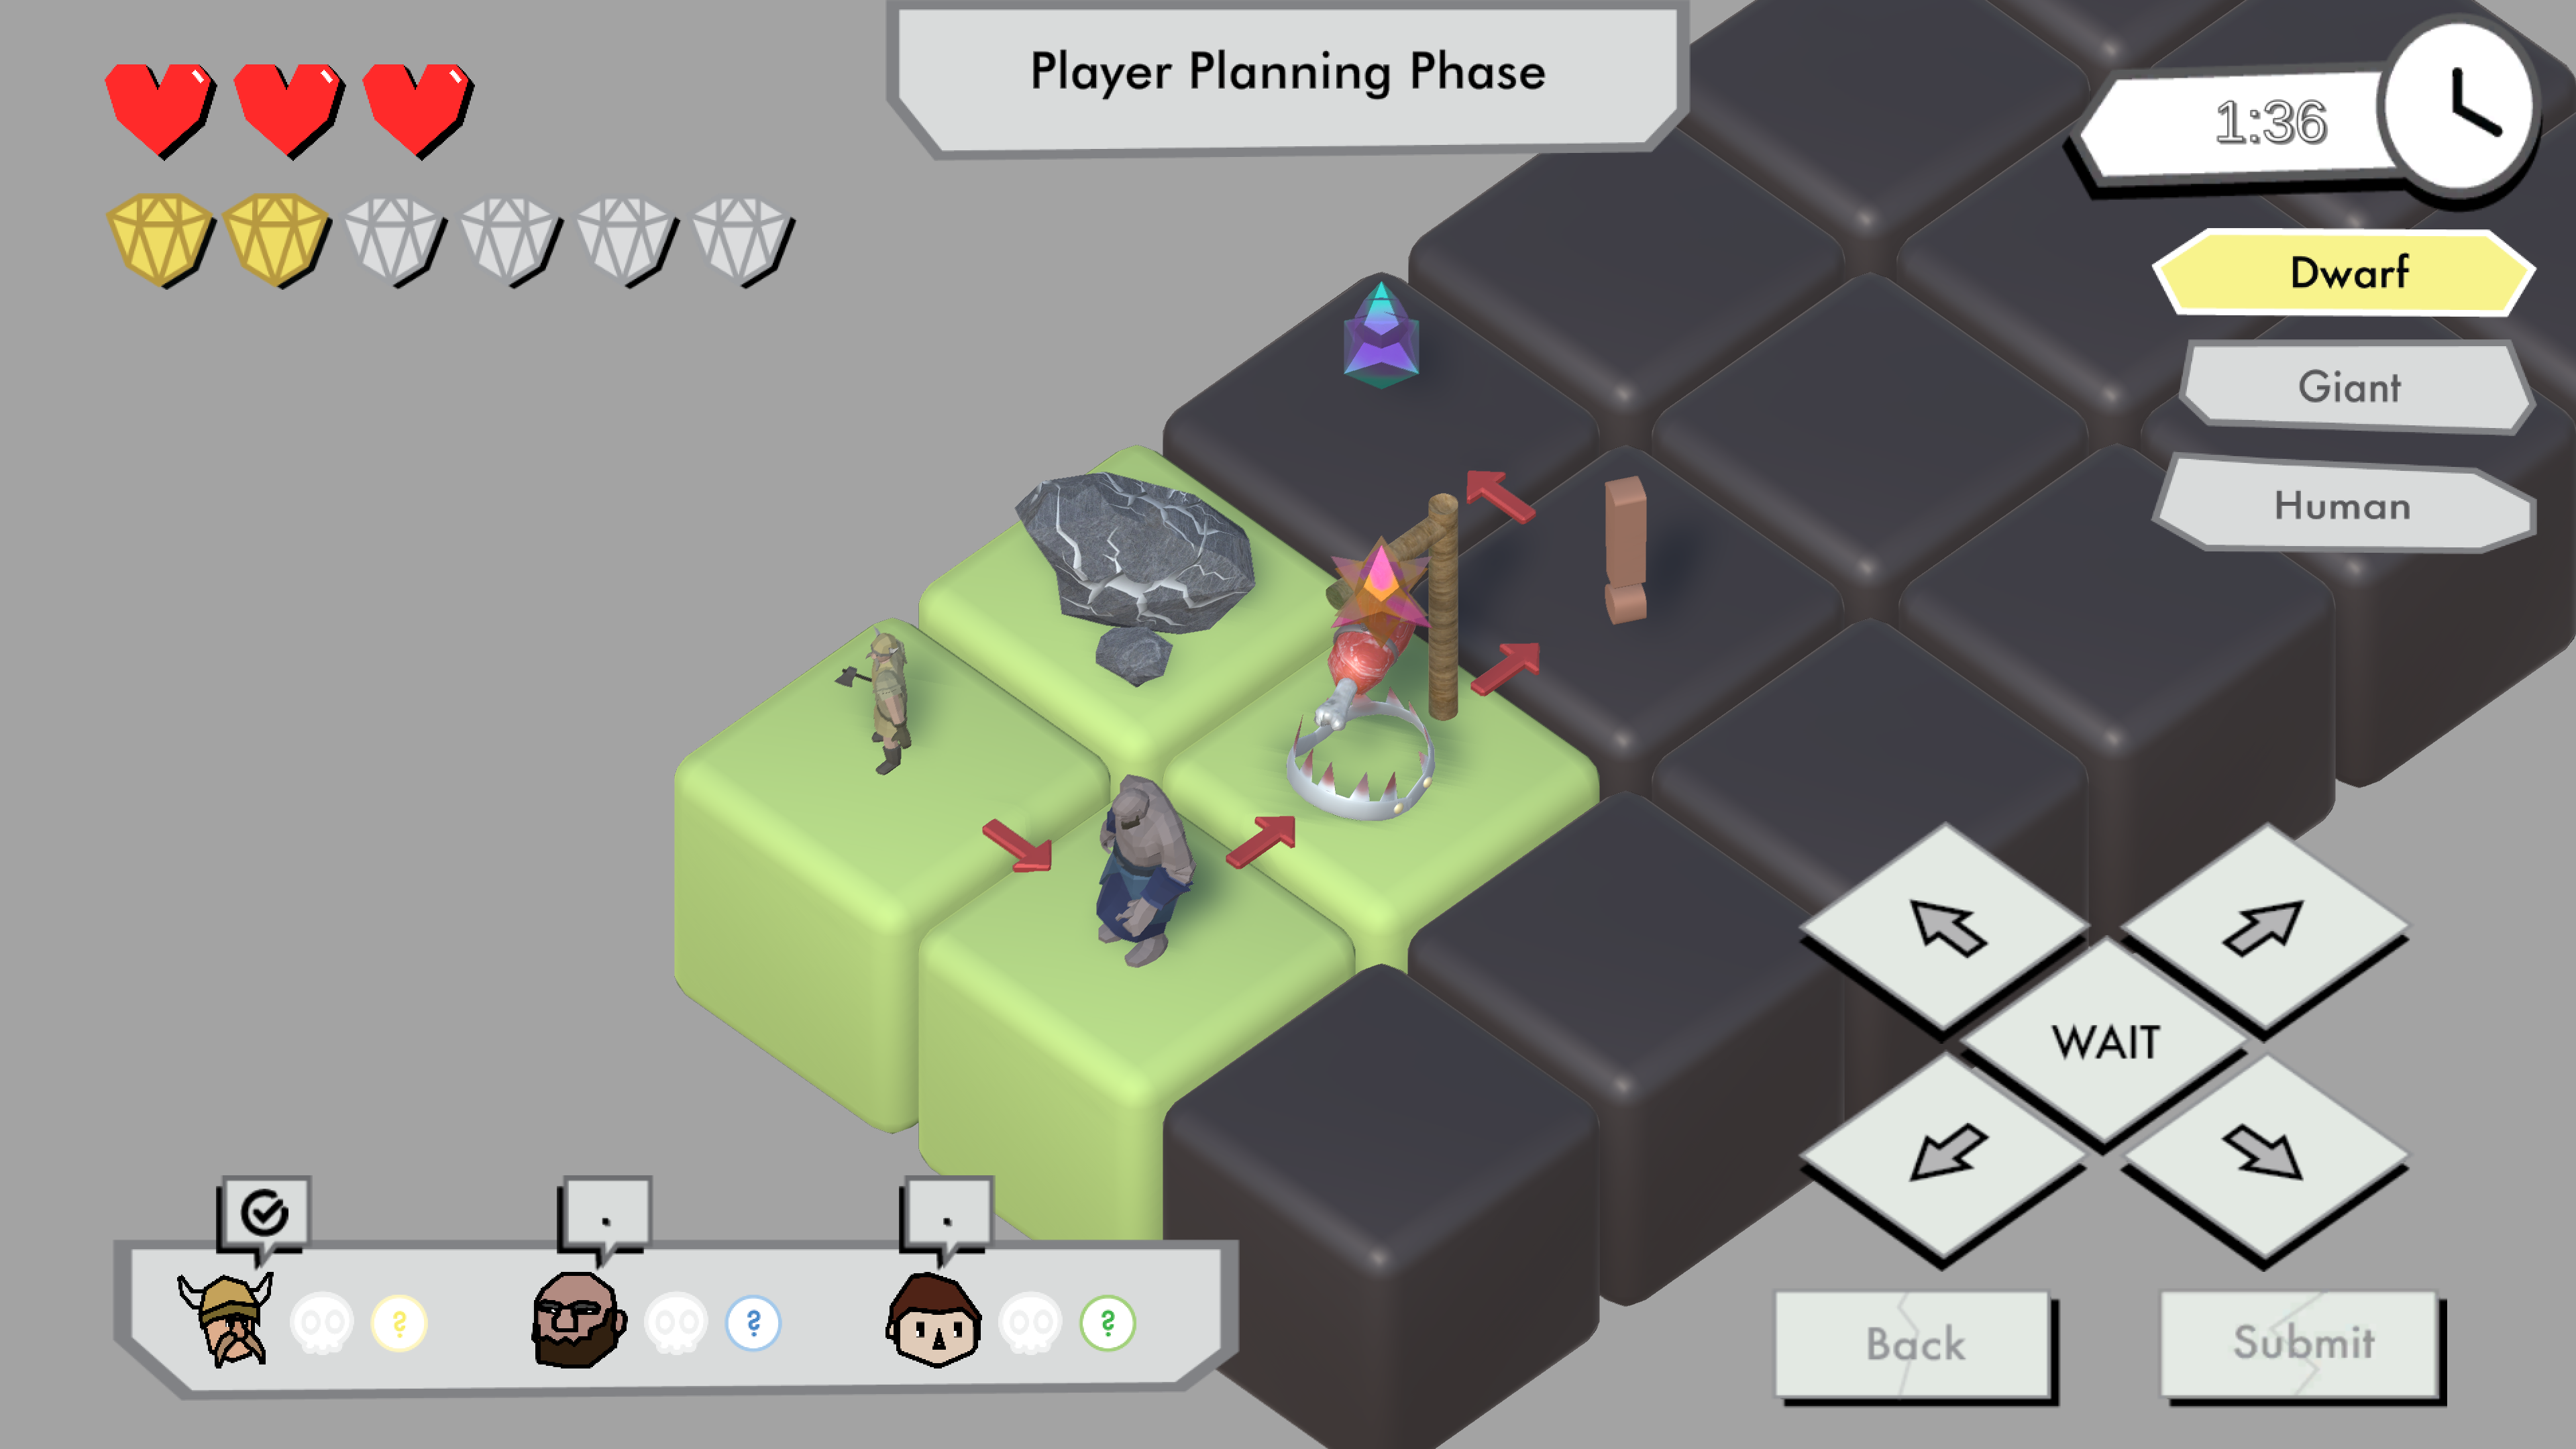 Player Planning Phase
1:36
Dwarf
Giant
Human
WAIT
.
.
? ? ?
Back
Submit